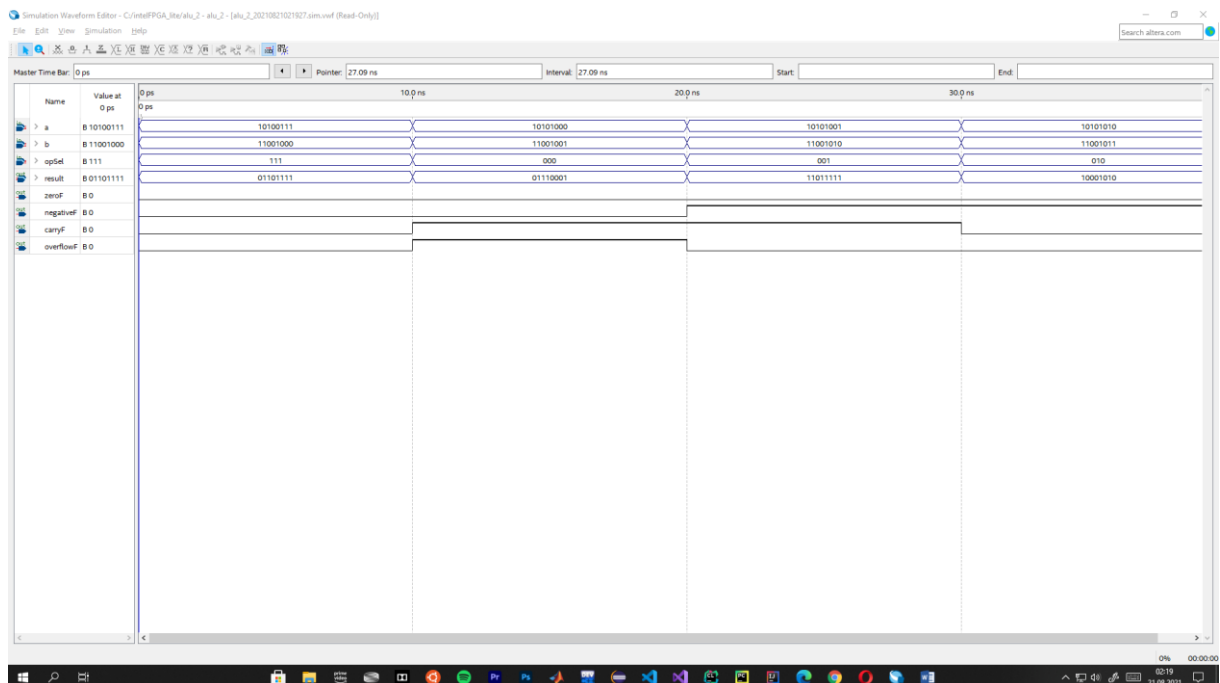 Simulation Waveform Editor - C:/intelFPGA_lite/alu_2 - alu_2 - [alu_2_20210821021927.sim.vwf (Read-Only)]
File Edit View Simulation Help
Search altera.com
Master Time Bar: 0 ps Pointer: 27.09 ns Interval: 27.09 ns Start: End:
Name Value at 0 ps
0 ps 10.0 ns 20.0 ns 30.0 ns
0 ps
a B 10100111 10100111 10101000 10101001 10101010
b B 11001000 11001000 11001001 11001010 11001011
opSel B 111 111 000 001 010
result B 01101111 01101111 01110001 11011111 10001010
zeroF B 0
negativeF B 0
carryF B 0
overflowF B 0
0% 00:00:00
02:19
21.08.2021